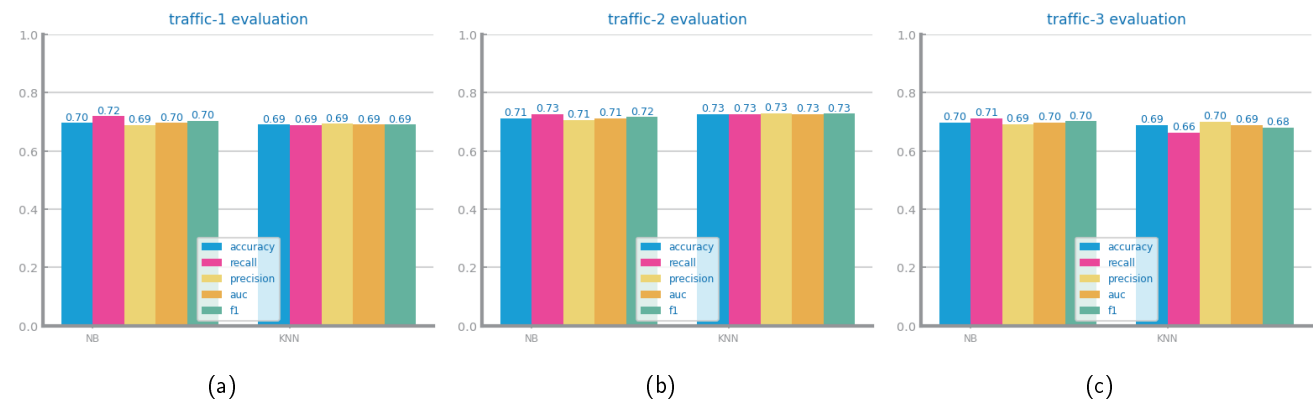 traffic-1 evaluation
1.0
0.8
0.6
0.4
0.2
0.0
0.70 0.72 0.69 0.70 0.70
0.69 0.69 0.69 0.69 0.69
accuracy
recall
precision
auc
f1
NB KNN
(a)
traffic-2 evaluation
1.0
0.8
0.6
0.4
0.2
0.0
0.71 0.73 0.71 0.71 0.72
0.73 0.73 0.73 0.73 0.73
accuracy
recall
precision
auc
f1
NB KNN
(b)
traffic-3 evaluation
1.0
0.8
0.6
0.4
0.2
0.0
0.70 0.71 0.69 0.70 0.70
0.69 0.66 0.70 0.69 0.68
accuracy
recall
precision
auc
f1
NB KNN
(c)